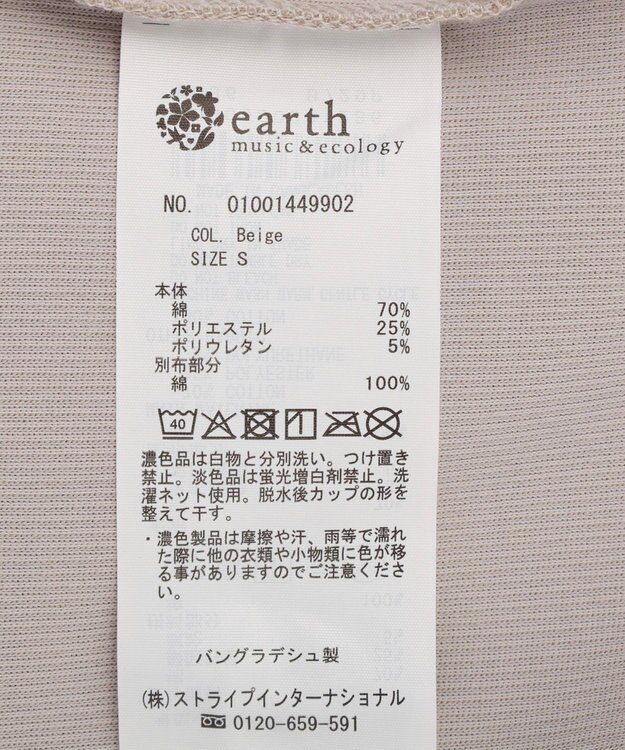 earth
music&ecology
NO. 01001449902
COL. Beige
SIZE S
本体
綿 70%
ポリエステル 25%
ポリウレタン 5%
別布部分
綿 100%
40
濃色品は白物と分別洗い。つけ置き
禁止。淡色品は蛍光増白剤禁止。洗
濯ネット使用。脱水後カップの形を
整えて干す。
・濃色製品は摩擦や汗、雨等で濡れ
た際に他の衣類や小物類に色が移
る事がありますのでご注意くださ
い。
バングラデシュ製
(株)ストライプインターナショナル
0120-659-591